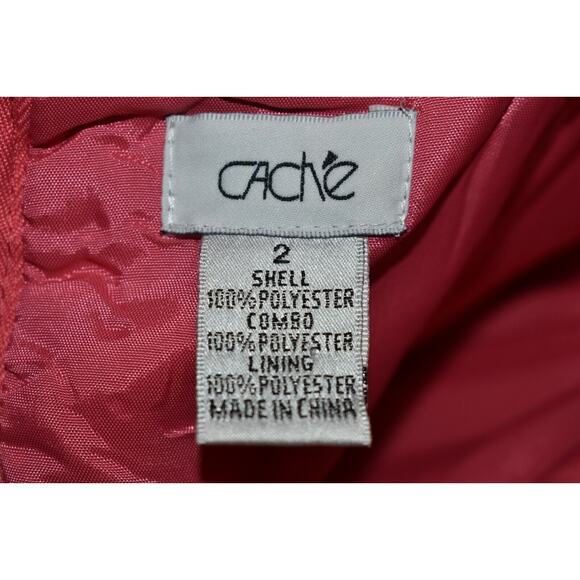 CACHÉ
2
SHELL
100%POLYESTER
COMBO
100%POLYESTER
LINING
100%POLYESTER
MADE IN CHINA